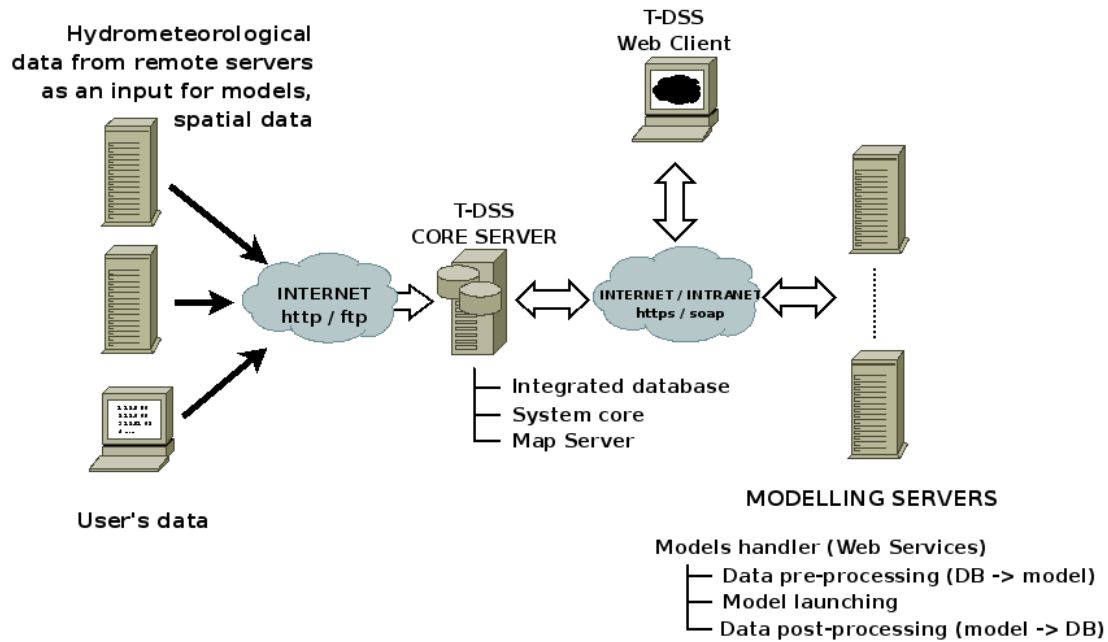 Hydrometeorological
data from remote servers
as an input for models,
spatial data
T-DSS
Web Client
T-DSS
CORE SERVER
INTERNET
http / ftp
INTERNET / INTRANET
https / soap
Integrated database
System core
Map Server
User's data
MODELLING SERVERS
Models handler (Web Services)
Data pre-processing (DB -> model)
Model launching
Data post-processing (model -> DB)